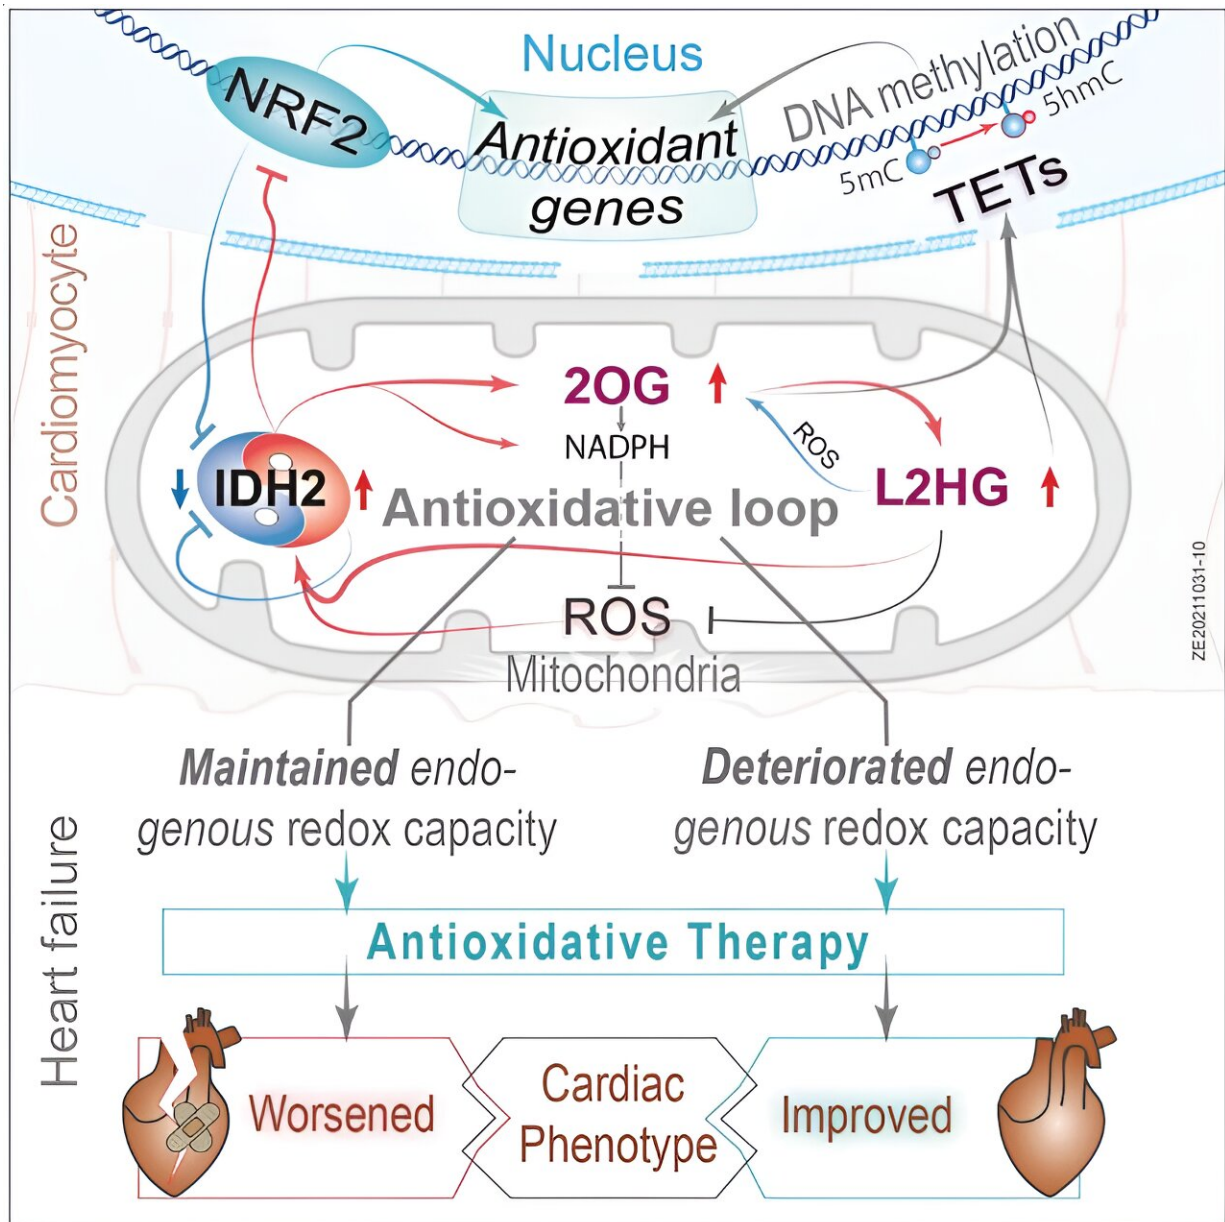 Nucleus
NRF2
Antioxidant
genes
DNA methylation
5mC
5hmC
TETs
Cardiomyocyte
2OG
NADPH
ROS
IDH2
L2HG
Antioxidative loop
ROS
Mitochondria
ZE20211031-10
Maintained endo-
genous redox capacity
Deteriorated endo-
genous redox capacity
Heart failure
Antioxidative Therapy
Worsened
Cardiac
Phenotype
Improved